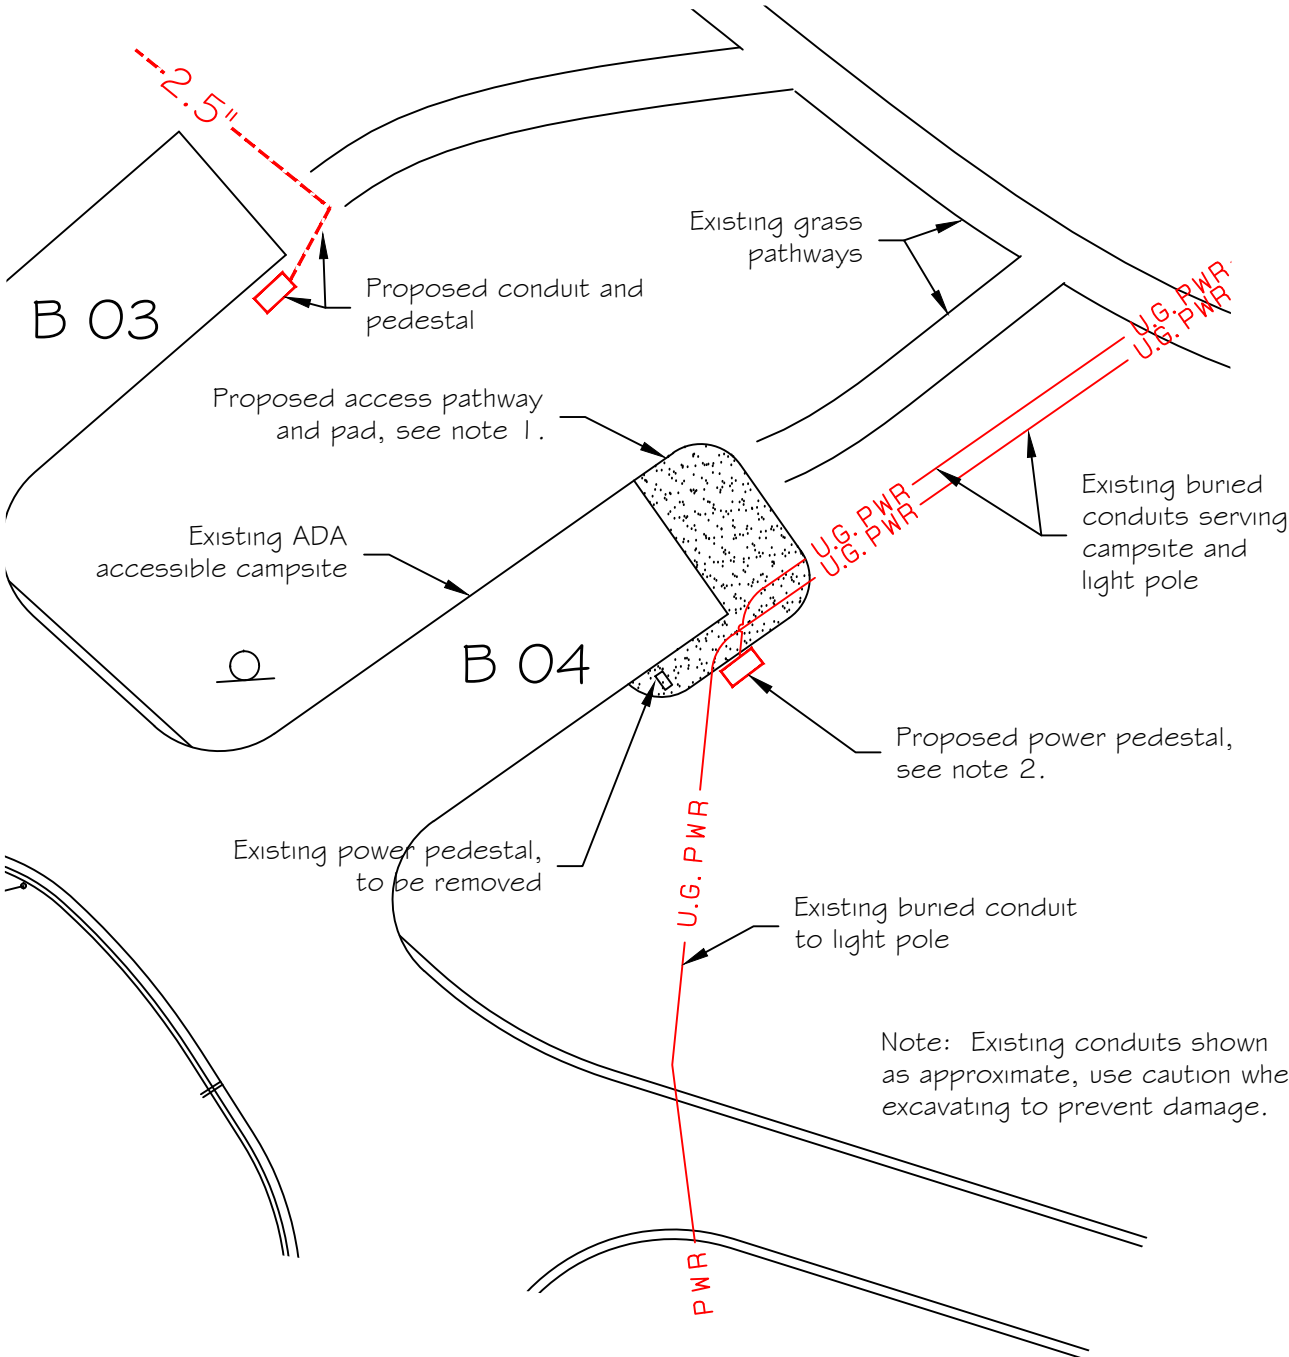 2.5"
Existing grass
pathways
U.G. PWR
U.G. PWR
Proposed conduit and
pedestal
B 03
Proposed access pathway
and pad, see note 1.
Existing buried
conduits serving
campsite and
light pole
U.G. PWR
U.G. PWR
Existing ADA
accessible campsite
B 04
Proposed power pedestal,
see note 2.
Existing power pedestal,
to be removed
U.G. PWR
Existing buried conduit
to light pole
Note: Existing conduits shown
as approximate, use caution whe
excavating to prevent damage.
PWR